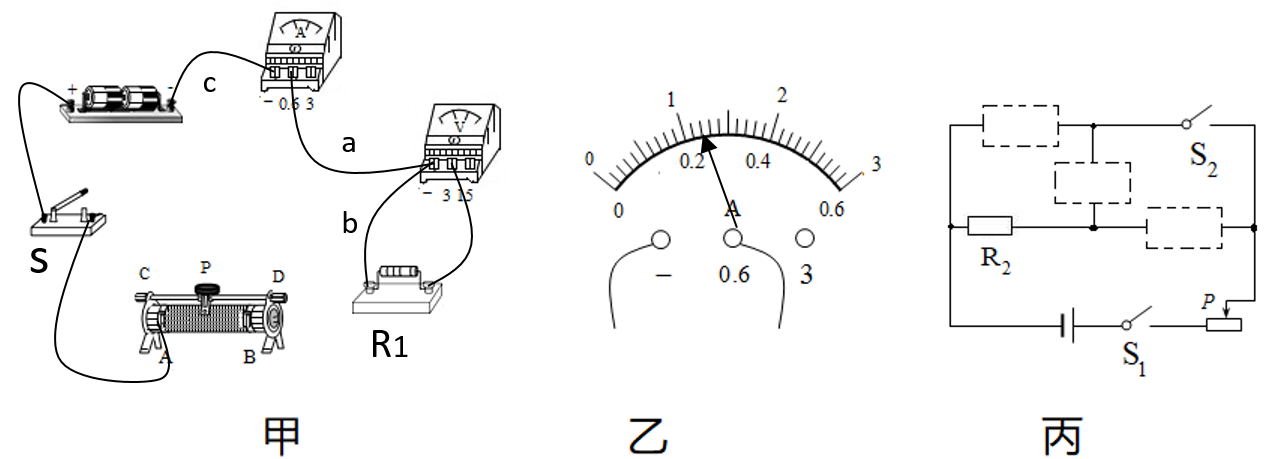 A
- 0.6 3
c
+ -
a
V
- 3 15
b
S
C P D
A B
R1
甲
0 1 2 3
0 0.2 0.4 0.6
A
- 0.6 3
乙
S2
R2
P
S1
丙